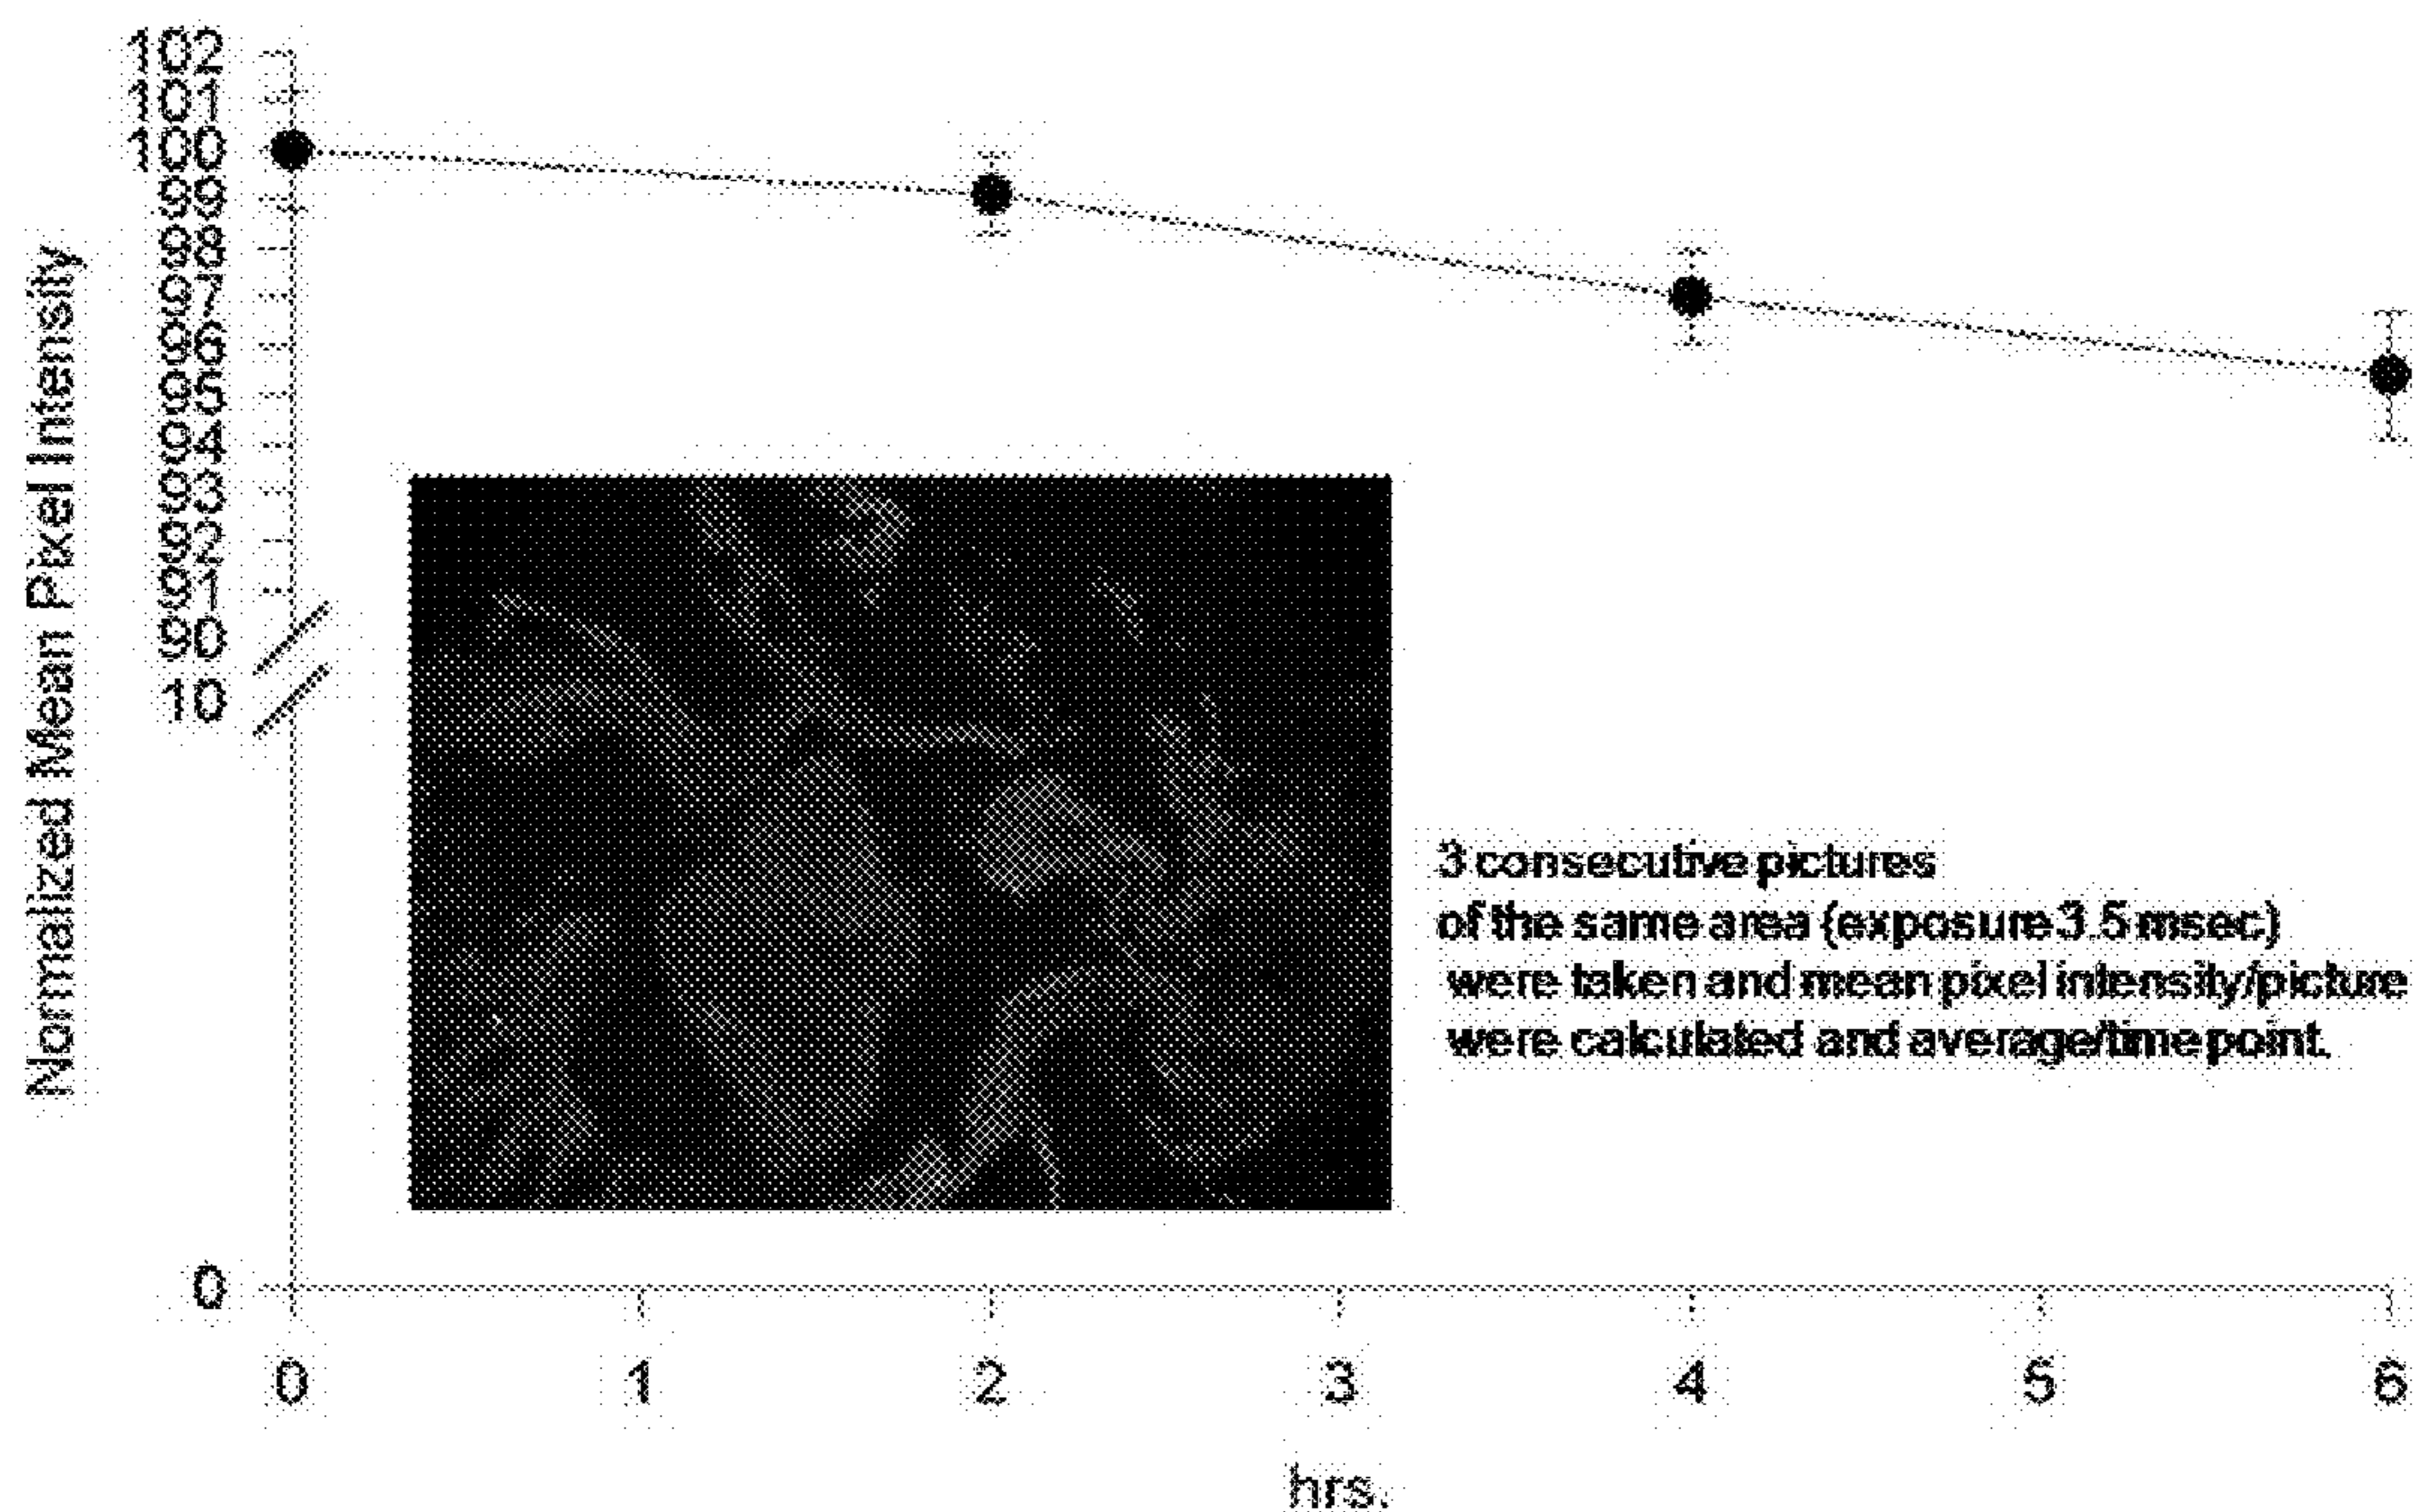 102
101
100
99
98
97
96
95
94
93
92
91
90
10
0
Normalized Mean Pixel Intensity
3 consecutive pictures
of the same area (exposure 3.5 msec)
were taken and mean pixel intensity/picture
were calculated and average/time point.
0 1 2 3 4 5 6
hrs.